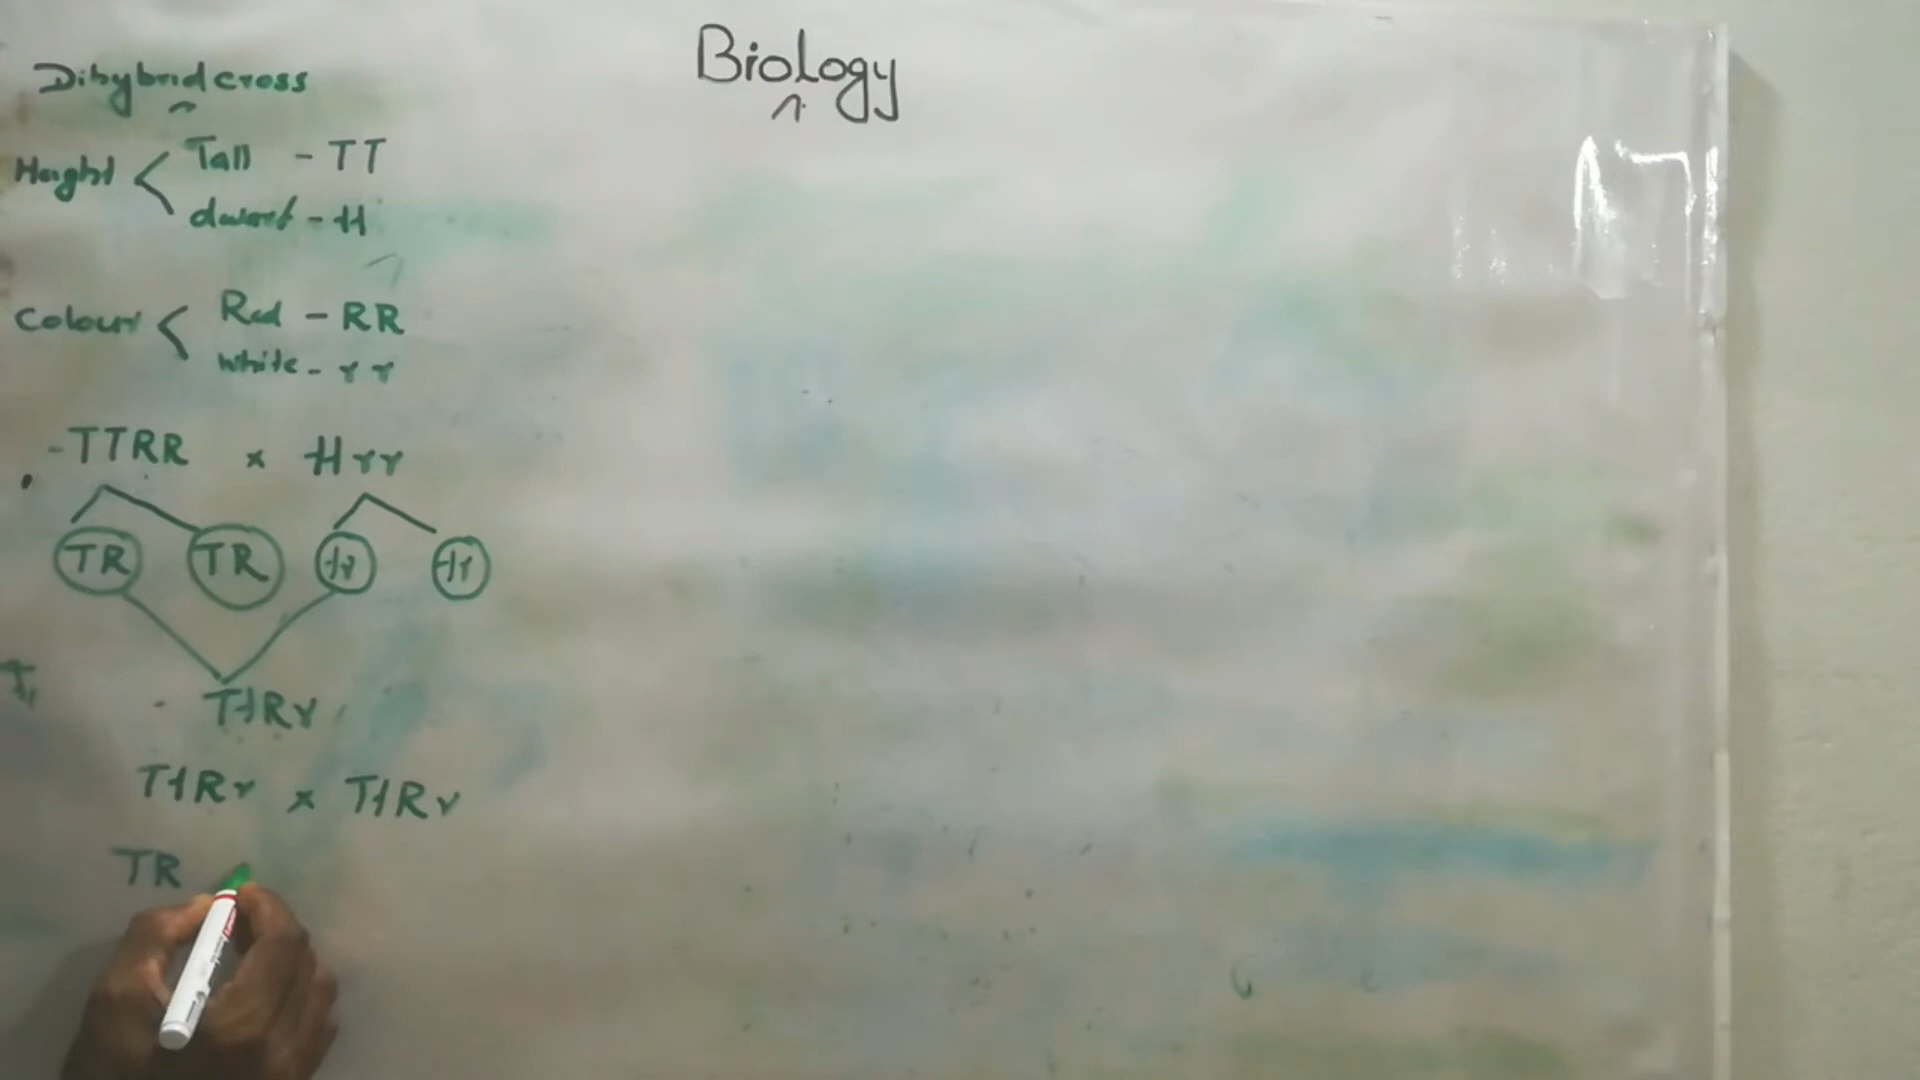 Biology
Dihybrid cross
Height < Tall - TT
dwarf - tt
Colour < Red - RR
white - rr
- TTRR × ttrr
TR TR tr tr
F1
TtRr
TtRr × TtRr
TR